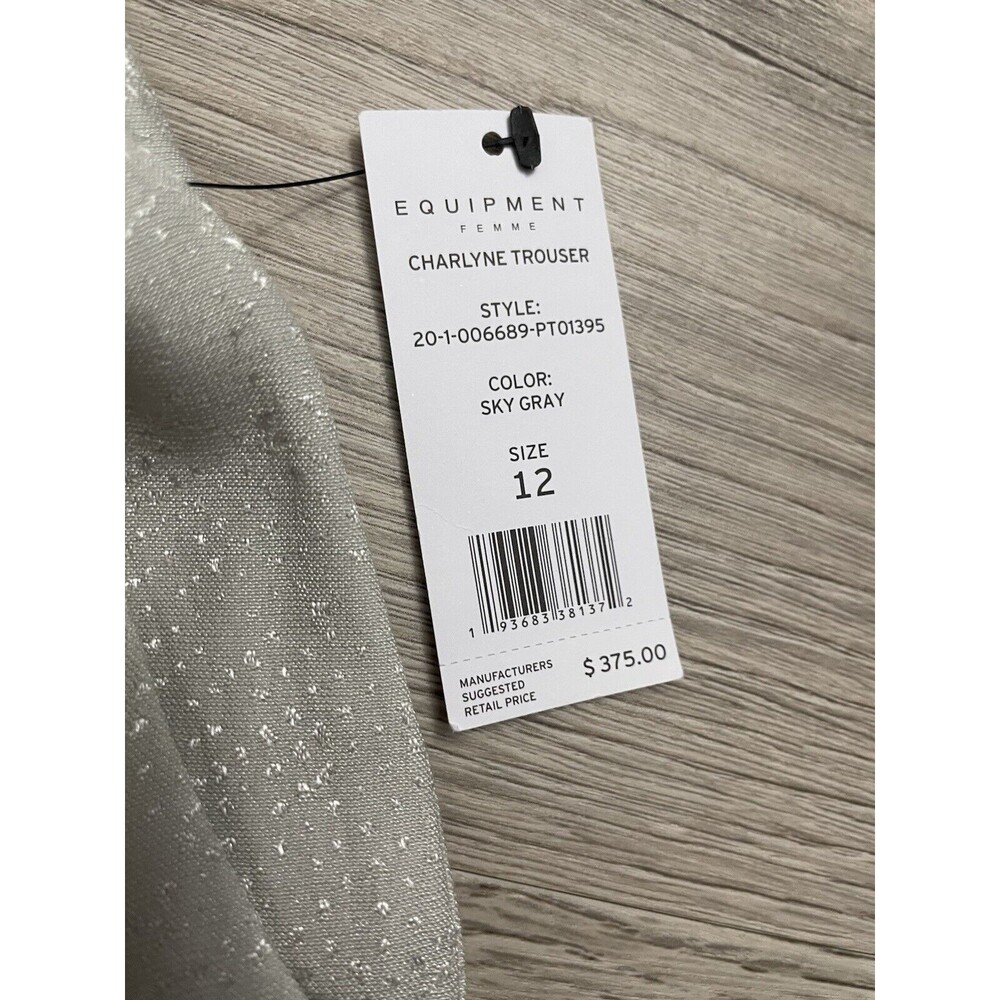 EQUIPMENT
FEMME
CHARLYNE TROUSER
STYLE:
20-1-006689-PT01395
COLOR:
SKY GRAY
SIZE
12
1 93683 38137 2
MANUFACTURERS
SUGGESTED
RETAIL PRICE
$ 375.00